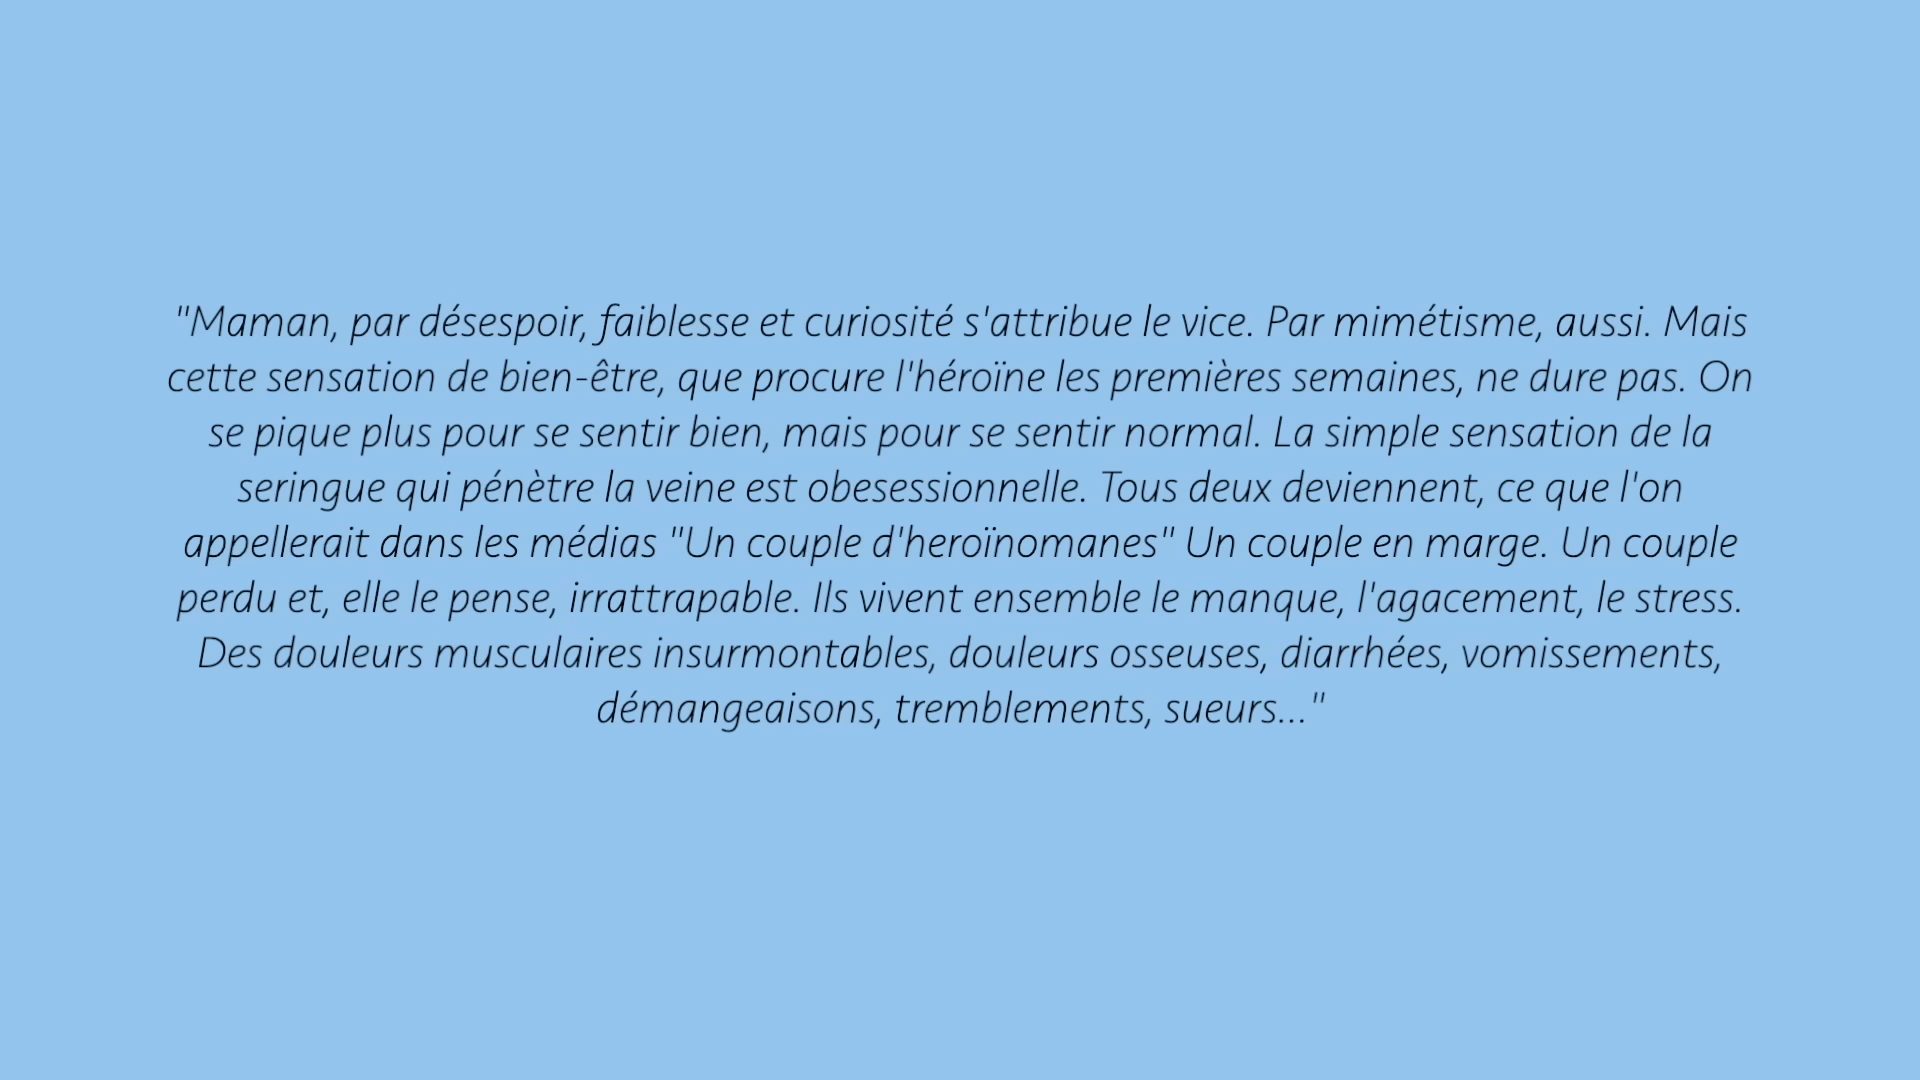 "Maman, par désespoir, faiblesse et curiosité s'attribue le vice. Par mimétisme, aussi. Mais
cette sensation de bien-être, que procure l'héroïne les premières semaines, ne dure pas. On
se pique plus pour se sentir bien, mais pour se sentir normal. La simple sensation de la
seringue qui pénètre la veine est obesessionnelle. Tous deux deviennent, ce que l'on
appellerait dans les médias "Un couple d'heroïnomanes" Un couple en marge. Un couple
perdu et, elle le pense, irrattrapable. Ils vivent ensemble le manque, l'agacement, le stress.
Des douleurs musculaires insurmontables, douleurs osseuses, diarrhées, vomissements,
démangeaisons, tremblements, sueurs..."